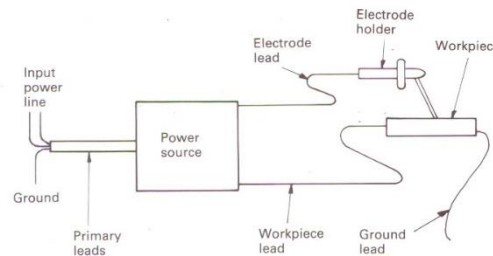 Electrode
holder
Electrode
lead
Workpiec
Input
power
line
Power
source
Ground
Primary
leads
Workpiece
lead
Ground
lead